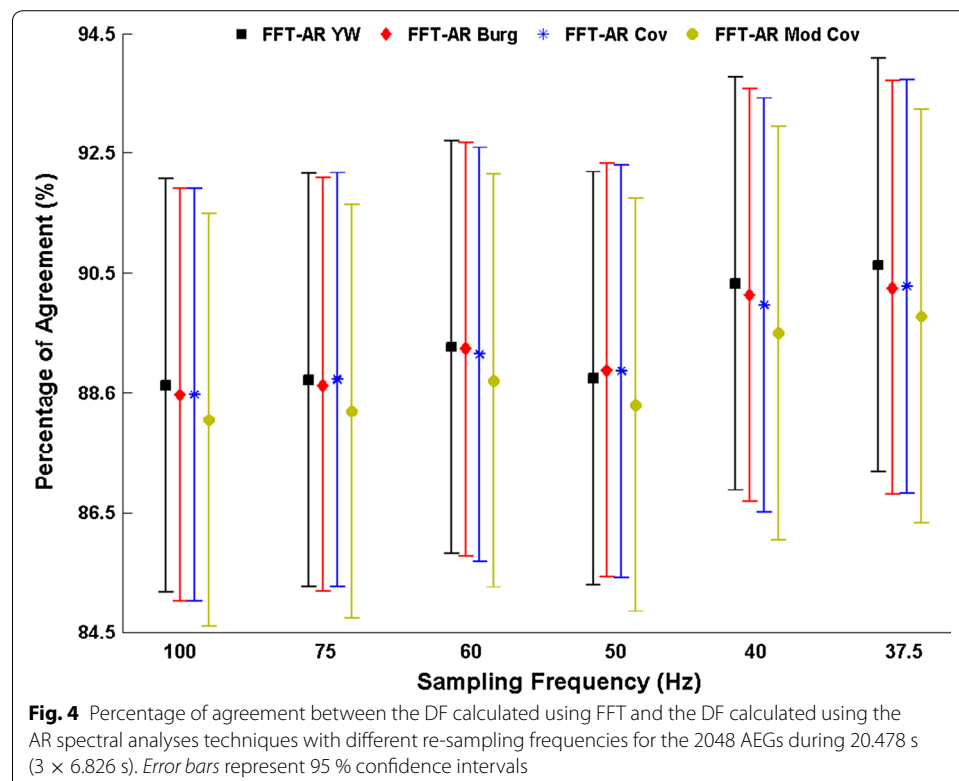 FFT-AR YW FFT-AR Burg FFT-AR Cov FFT-AR Mod Cov
94.5
92.5
90.5
88.6
86.5
84.5
Percentage of Agreement (%)
100 75 60 50 40 37.5
Sampling Frequency (Hz)
Fig. 4 Percentage of agreement between the DF calculated using FFT and the DF calculated using the
AR spectral analyses techniques with different re-sampling frequencies for the 2048 AEGs during 20.478 s
(3 × 6.826 s). Error bars represent 95 % confidence intervals